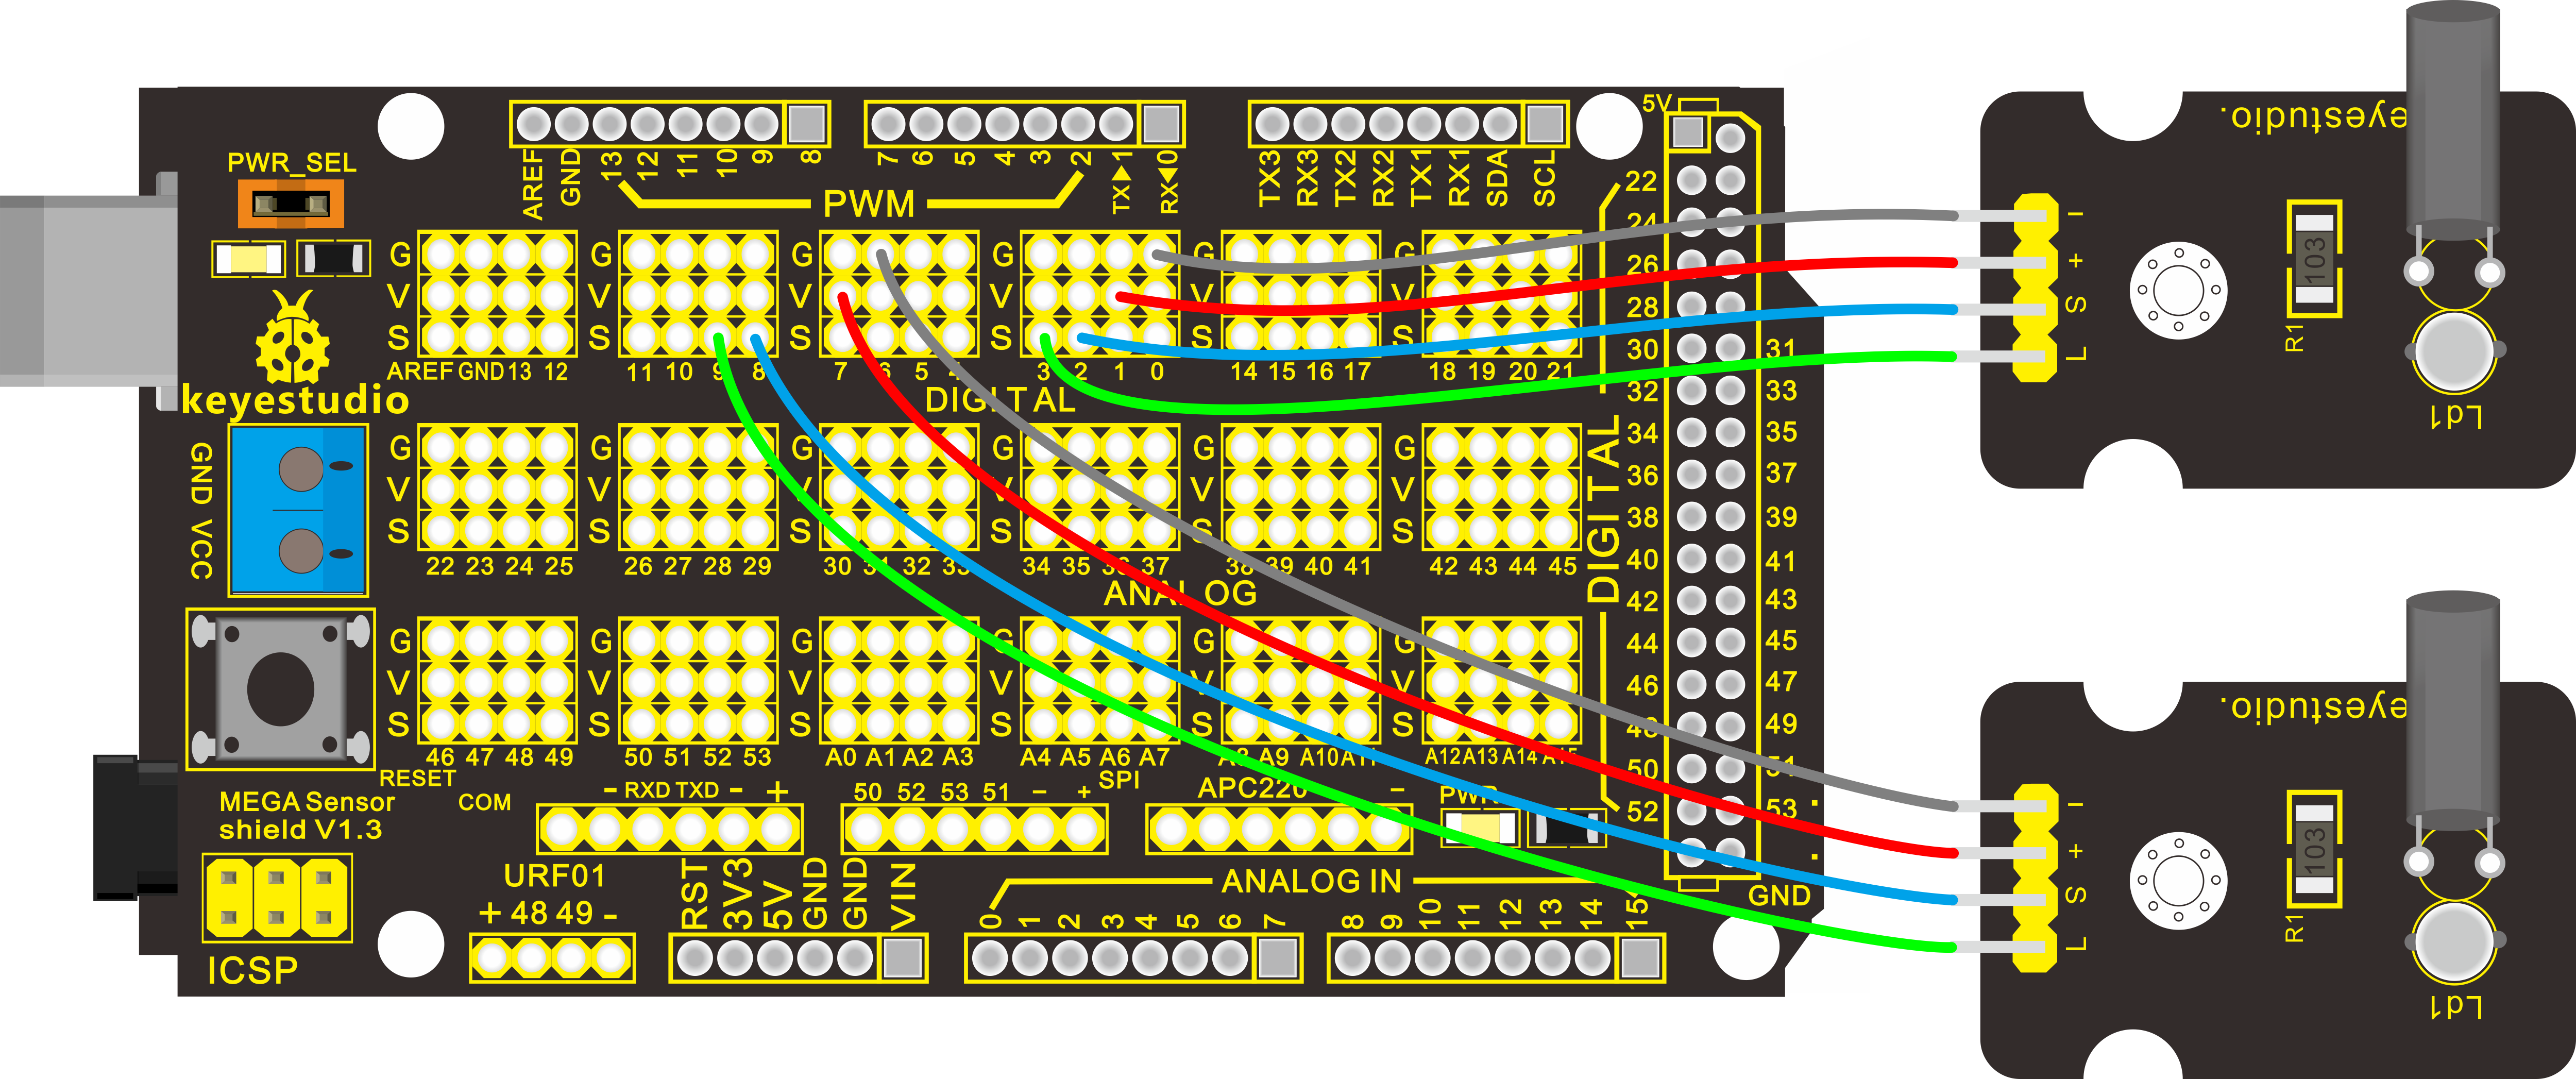 5V
AREF GND 13 12 11 10 9 8
7 6 5 4 3 2 TX▶1 RX◀0
TX3 RX3 TX2 RX2 TX1 RX1 SDA SCL
PWR_SEL
PWM
G G G G G G
V V V V V V
S S S S S S
AREF GND 13 12 11 10 9 8 7 6 5 4 3 2 1 0 14 15 16 17 18 19 20 21
DIGITAL
keyestudio
GND VCC
G G G G G G
V V V V V V
S S S S S S
22 23 24 25 26 27 28 29 30 31 32 33 34 35 36 37 38 39 40 41 42 43 44 45
ANALOG
G G G G G G
V V V V V V
S S S S S S
46 47 48 49 50 51 52 53 A0 A1 A2 A3 A4 A5 A6 A7 A8 A9 A10 A11 A12 A13 A14 A15
RESET
MEGA Sensor
shield V1.3
COM
- RXD TXD - +
50 52 53 51 - +
SPI
APC220
-
PWR
URF01
+ 48 49 -
ICSP
RST 3V3 5V GND GND VIN
ANALOG IN
0 1 2 3 4 5 6 7
8 9 10 11 12 13 14 15
DIGITAL
22
24
26
28
30 31
32 33
34 35
36 37
38 39
40 41
42 43
44 45
46 47
48 49
50 51
52 53
GND
- + S L
R1
103
Ld1
- + S L
R1
103
Ld1